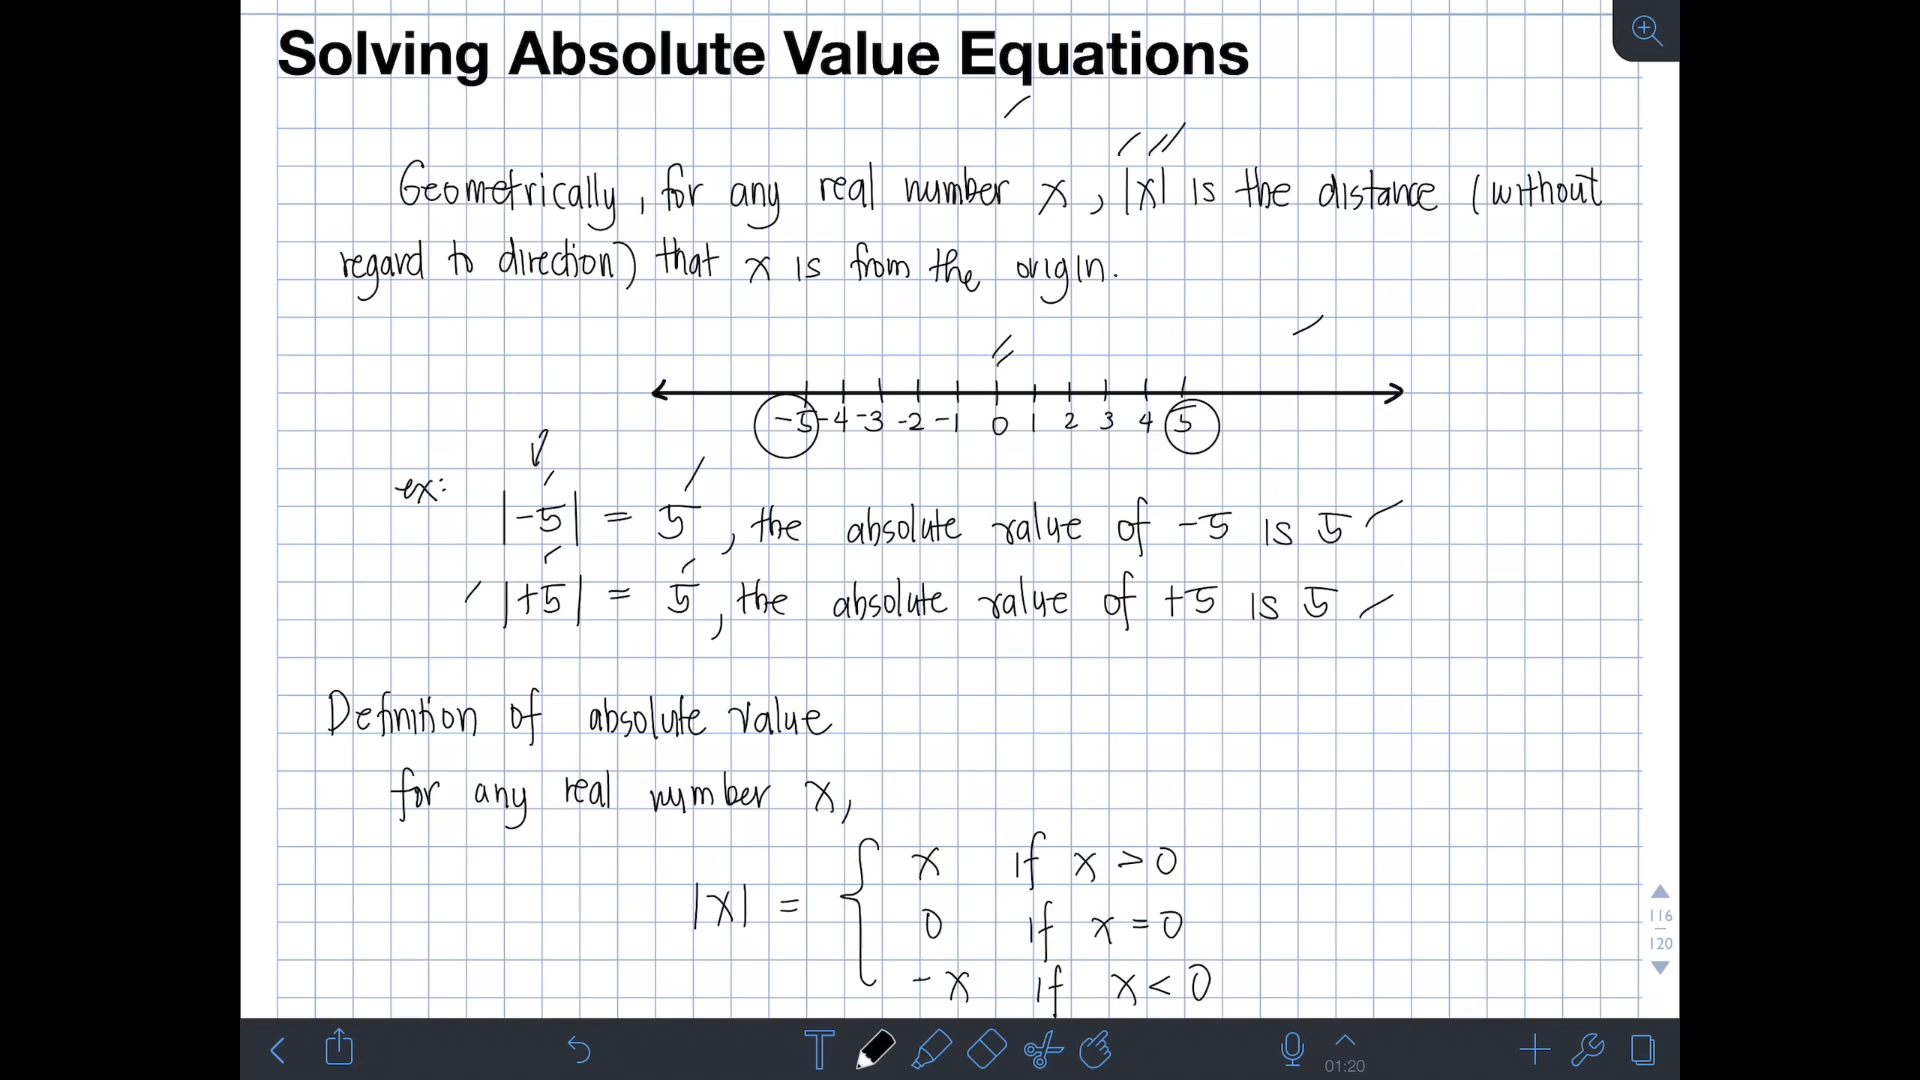 Solving Absolute Value Equations
Geometrically, for any real number x, |x| is the distance (without
regard to direction) that x is from the origin.
-5 -4 -3 -2 -1 0 1 2 3 4 5
ex: |-5| = 5, the absolute value of -5 is 5
|+5| = 5, the absolute value of +5 is 5
Definition of absolute value
for any real number x,
x if x > 0
|x| = { 0 if x = 0
-x if x < 0
116
120
T
01:20